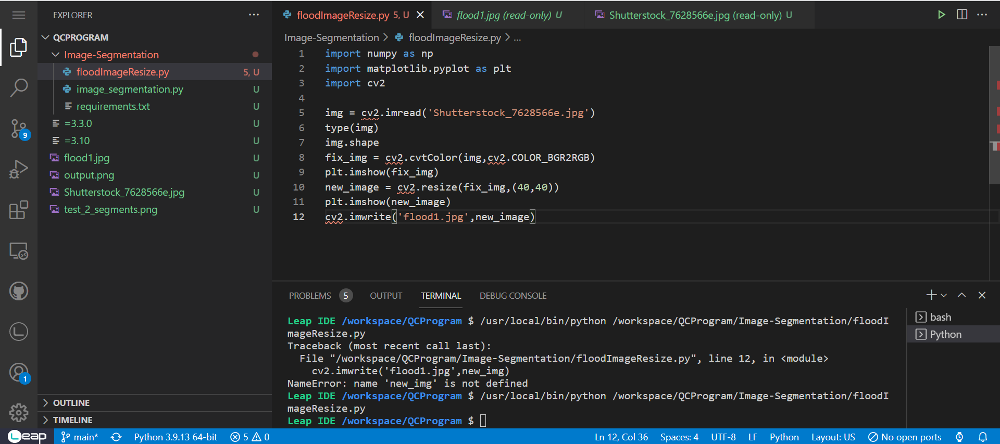 EXPLORER
QCPROGRAM
Image-Segmentation
floodImageResize.py 5, U
image_segmentation.py U
requirements.txt U
=3.3.0 U
=3.10 U
flood1.jpg U
output.png U
Shutterstock_7628566e.jpg U
test_2_segments.png U
OUTLINE
TIMELINE
9
1
floodImageResize.py 5, U
flood1.jpg (read-only) U
Shutterstock_7628566e.jpg (read-only) U
Image-Segmentation > floodImageResize.py > ...
1 import numpy as np
2 import matplotlib.pyplot as plt
3 import cv2
4
5 img = cv2.imread('Shutterstock_7628566e.jpg')
6 type(img)
7 img.shape
8 fix_img = cv2.cvtColor(img,cv2.COLOR_BGR2RGB)
9 plt.imshow(fix_img)
10 new_image = cv2.resize(fix_img,(40,40))
11 plt.imshow(new_image)
12 cv2.imwrite('flood1.jpg',new_image)
PROBLEMS 5 OUTPUT TERMINAL DEBUG CONSOLE
Leap IDE /workspace/QCProgram $ /usr/local/bin/python /workspace/QCProgram/Image-Segmentation/floodI
mageResize.py
Traceback (most recent call last):
File "/workspace/QCProgram/Image-Segmentation/floodImageResize.py", line 12, in <module>
cv2.imwrite('flood1.jpg',new_img)
NameError: name 'new_img' is not defined
Leap IDE /workspace/QCProgram $ /usr/local/bin/python /workspace/QCProgram/Image-Segmentation/floodI
mageResize.py
Leap IDE /workspace/QCProgram $
bash
Python
Leap main* Python 3.9.13 64-bit 5 0 Ln 12, Col 36 Spaces: 4 UTF-8 LF Python Layout: US No open ports